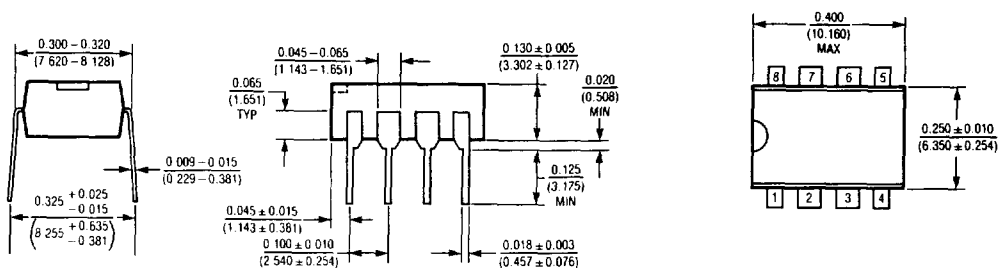 0.300 – 0.320
(7 620 – 8 128)
0.045 – 0.065
(1 143 – 1.651)
0.130 ± 0.005
(3.302 ± 0.127)
0.065
(1.651)
TYP
0.020
(0.508)
MIN
0.009 – 0.015
(0.229 – 0.381)
0.125
(3.175)
MIN
0.325 +0.025 -0.015
(8 255 +0.635 -0.381)
0.045 ± 0.015
(1.143 ± 0.381)
0 100 ± 0 010
(2 540 ± 0 254)
0.018 ± 0.003
(0.457 ± 0.076)
0.400
(10.160)
MAX
8 7 6 5
0.250 ± 0.010
(6.350 ± 0.254)
1 2 3 4